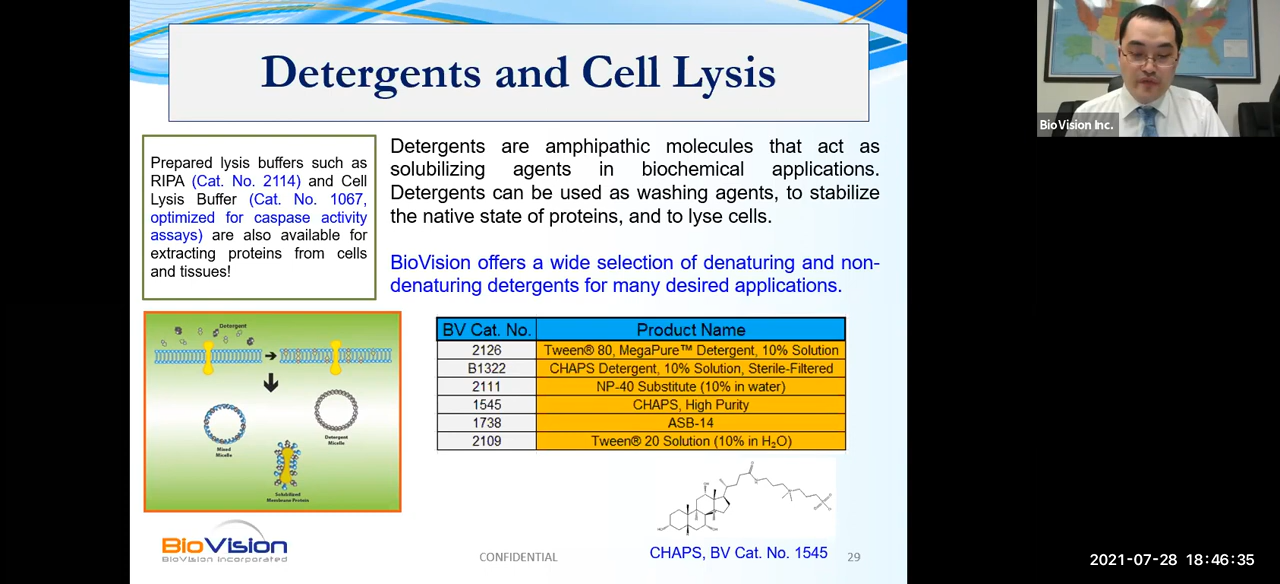 Detergents and Cell Lysis
BioVision Inc.
Prepared lysis buffers such as
RIPA (Cat. No. 2114) and Cell
Lysis Buffer (Cat. No. 1067,
optimized for caspase activity
assays) are also available for
extracting proteins from cells
and tissues!
Detergents are amphipathic molecules that act as
solubilizing agents in biochemical applications.
Detergents can be used as washing agents, to stabilize
the native state of proteins, and to lyse cells.
BioVision offers a wide selection of denaturing and non-
denaturing detergents for many desired applications.
Detergent
Mixed
Micelle
Detergent
Micelle
Solubilized
Membrane Protein
BV Cat. No. Product Name
2126 Tween® 80, MegaPure™ Detergent, 10% Solution
B1322 CHAPS Detergent, 10% Solution, Sterile-Filtered
2111 NP-40 Substitute (10% in water)
1545 CHAPS, High Purity
1738 ASB-14
2109 Tween® 20 Solution (10% in H₂O)
CHAPS, BV Cat. No. 1545
BioVision
BioVision Incorporated
CONFIDENTIAL
29
2021-07-28 18:46:35